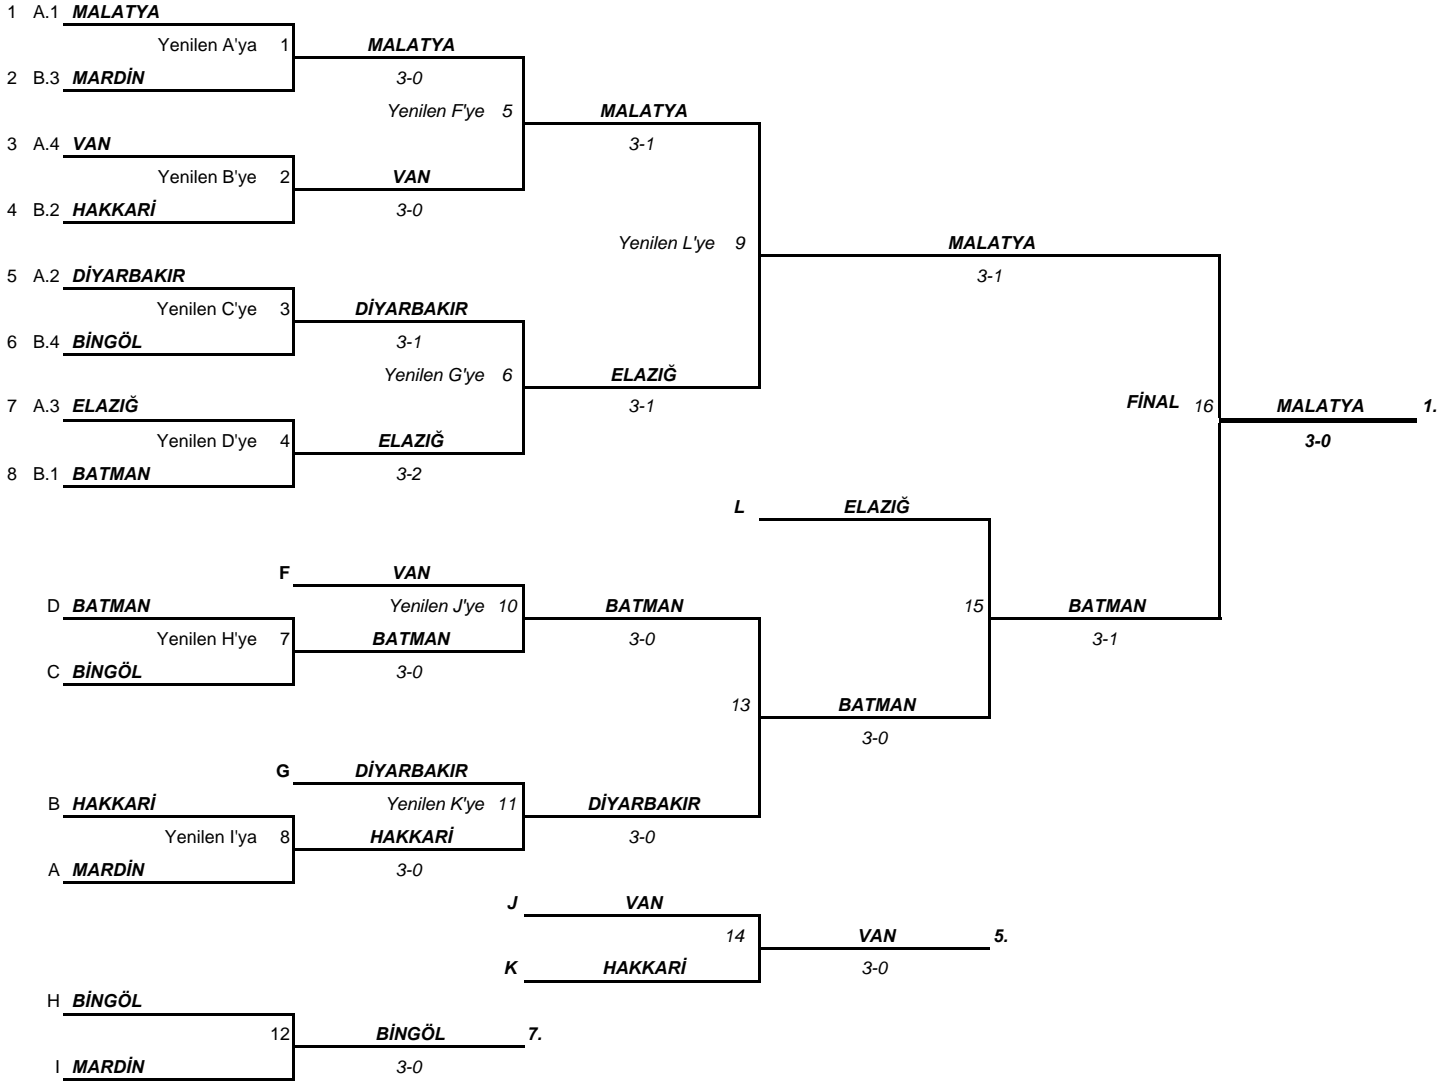 1 A.1 MALATYA
Yenilen A'ya 1 MALATYA
2 B.3 MARDİN 3-0
Yenilen F'ye 5 MALATYA
3 A.4 VAN 3-1
Yenilen B'ye 2 VAN
4 B.2 HAKKARİ 3-0
Yenilen L'ye 9 MALATYA
5 A.2 DİYARBAKIR 3-1
Yenilen C'ye 3 DİYARBAKIR
6 B.4 BİNGÖL 3-1
Yenilen G'ye 6 ELAZIĞ
7 A.3 ELAZIĞ 3-1 FİNAL 16 MALATYA 1.
Yenilen D'ye 4 ELAZIĞ 3-0
8 B.1 BATMAN 3-2
L ELAZIĞ
F VAN
D BATMAN Yenilen J'ye 10 BATMAN 15 BATMAN
Yenilen H'ye 7 BATMAN 3-0 3-1
C BİNGÖL 3-0
13 BATMAN
3-0
G DİYARBAKIR
B HAKKARİ Yenilen K'ye 11 DİYARBAKIR
Yenilen I'ya 8 HAKKARİ 3-0
A MARDİN 3-0
J VAN
14 VAN 5.
K HAKKARİ 3-0
H BİNGÖL
12 BİNGÖL 7.
I MARDİN 3-0